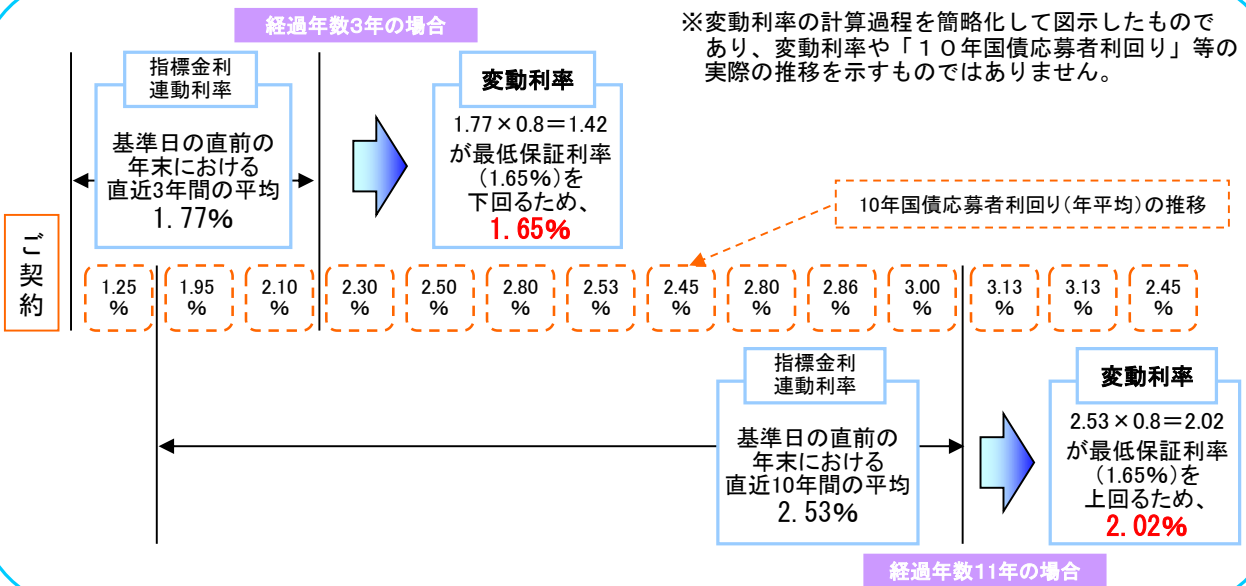 経過年数3年の場合
※変動利率の計算過程を簡略化して図示したもので
あり、変動利率や「１０年国債応募者利回り」等の
実際の推移を示すものではありません。
指標金利
連動利率
基準日の直前の
年末における
直近3年間の平均
1.77%
変動利率
1.77×0.8＝1.42
が最低保証利率
(1.65%)を
下回るため、
1.65%
10年国債応募者利回り(年平均)の推移
ご
契
約
1.25
%
1.95
%
2.10
%
2.30
%
2.50
%
2.80
%
2.53
%
2.45
%
2.80
%
2.86
%
3.00
%
3.13
%
3.13
%
2.45
%
指標金利
連動利率
基準日の直前の
年末における
直近10年間の平均
2.53%
変動利率
2.53×0.8＝2.02
が最低保証利率
(1.65%)を
上回るため、
2.02%
経過年数11年の場合